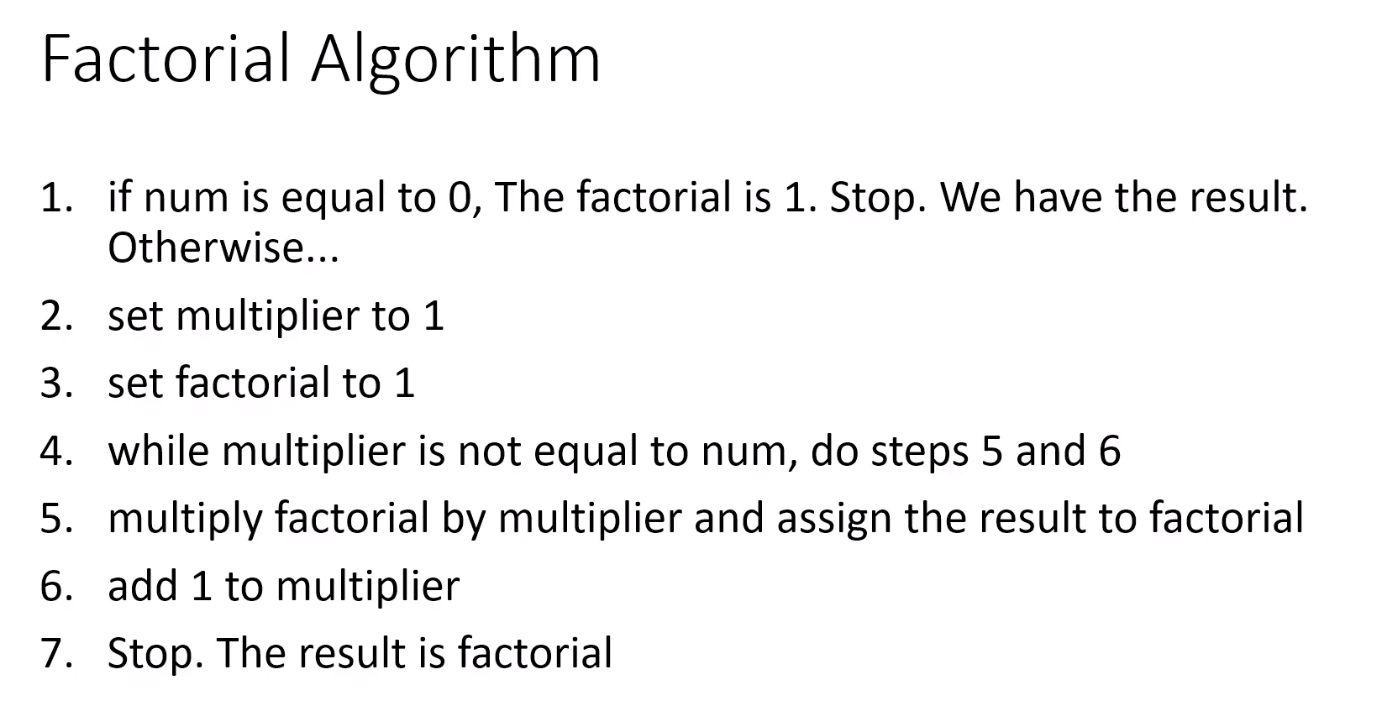 Factorial Algorithm
1. if num is equal to 0, The factorial is 1. Stop. We have the result.
Otherwise...
2. set multiplier to 1
3. set factorial to 1
4. while multiplier is not equal to num, do steps 5 and 6
5. multiply factorial by multiplier and assign the result to factorial
6. add 1 to multiplier
7. Stop. The result is factorial